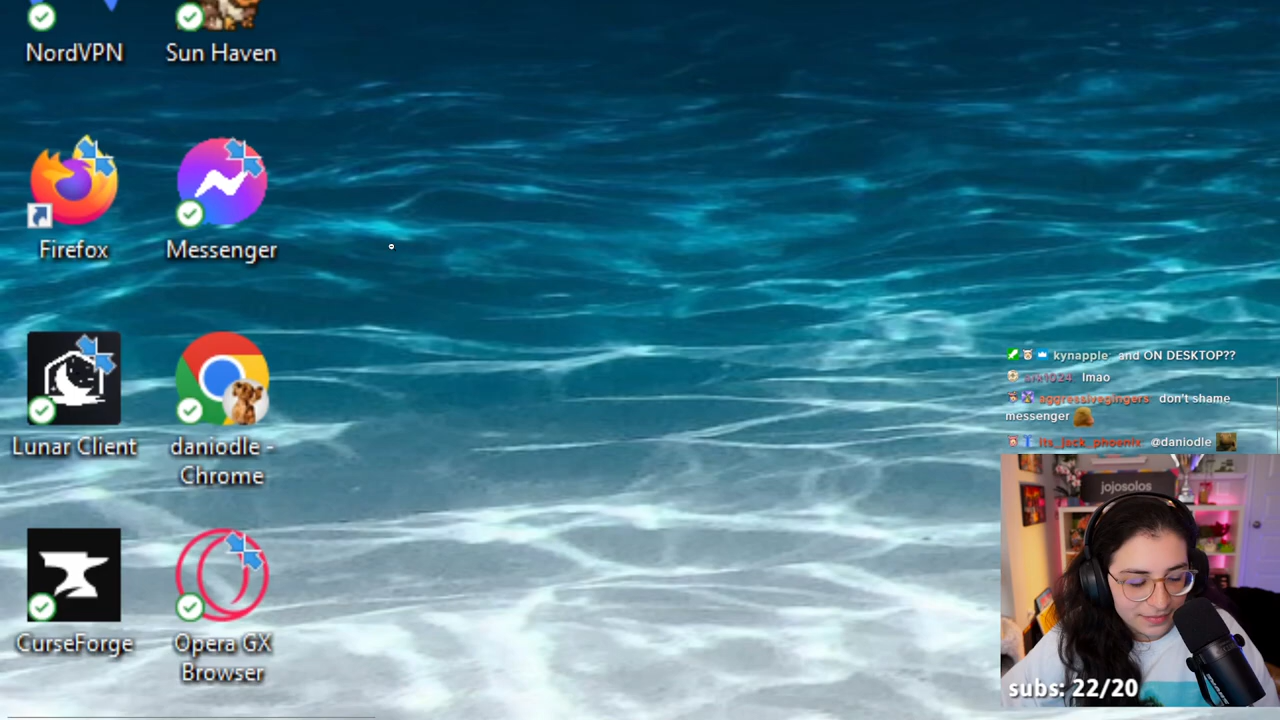 NordVPN
Sun Haven
Firefox
Messenger
Lunar Client
daniodle -
Chrome
CurseForge
Opera GX
Browser
kynapple: and ON DESKTOP??
lmao
aggressivegingers don't shame
messenger
its_jack_phoenix @daniodle
jojosolos
subs: 22/20